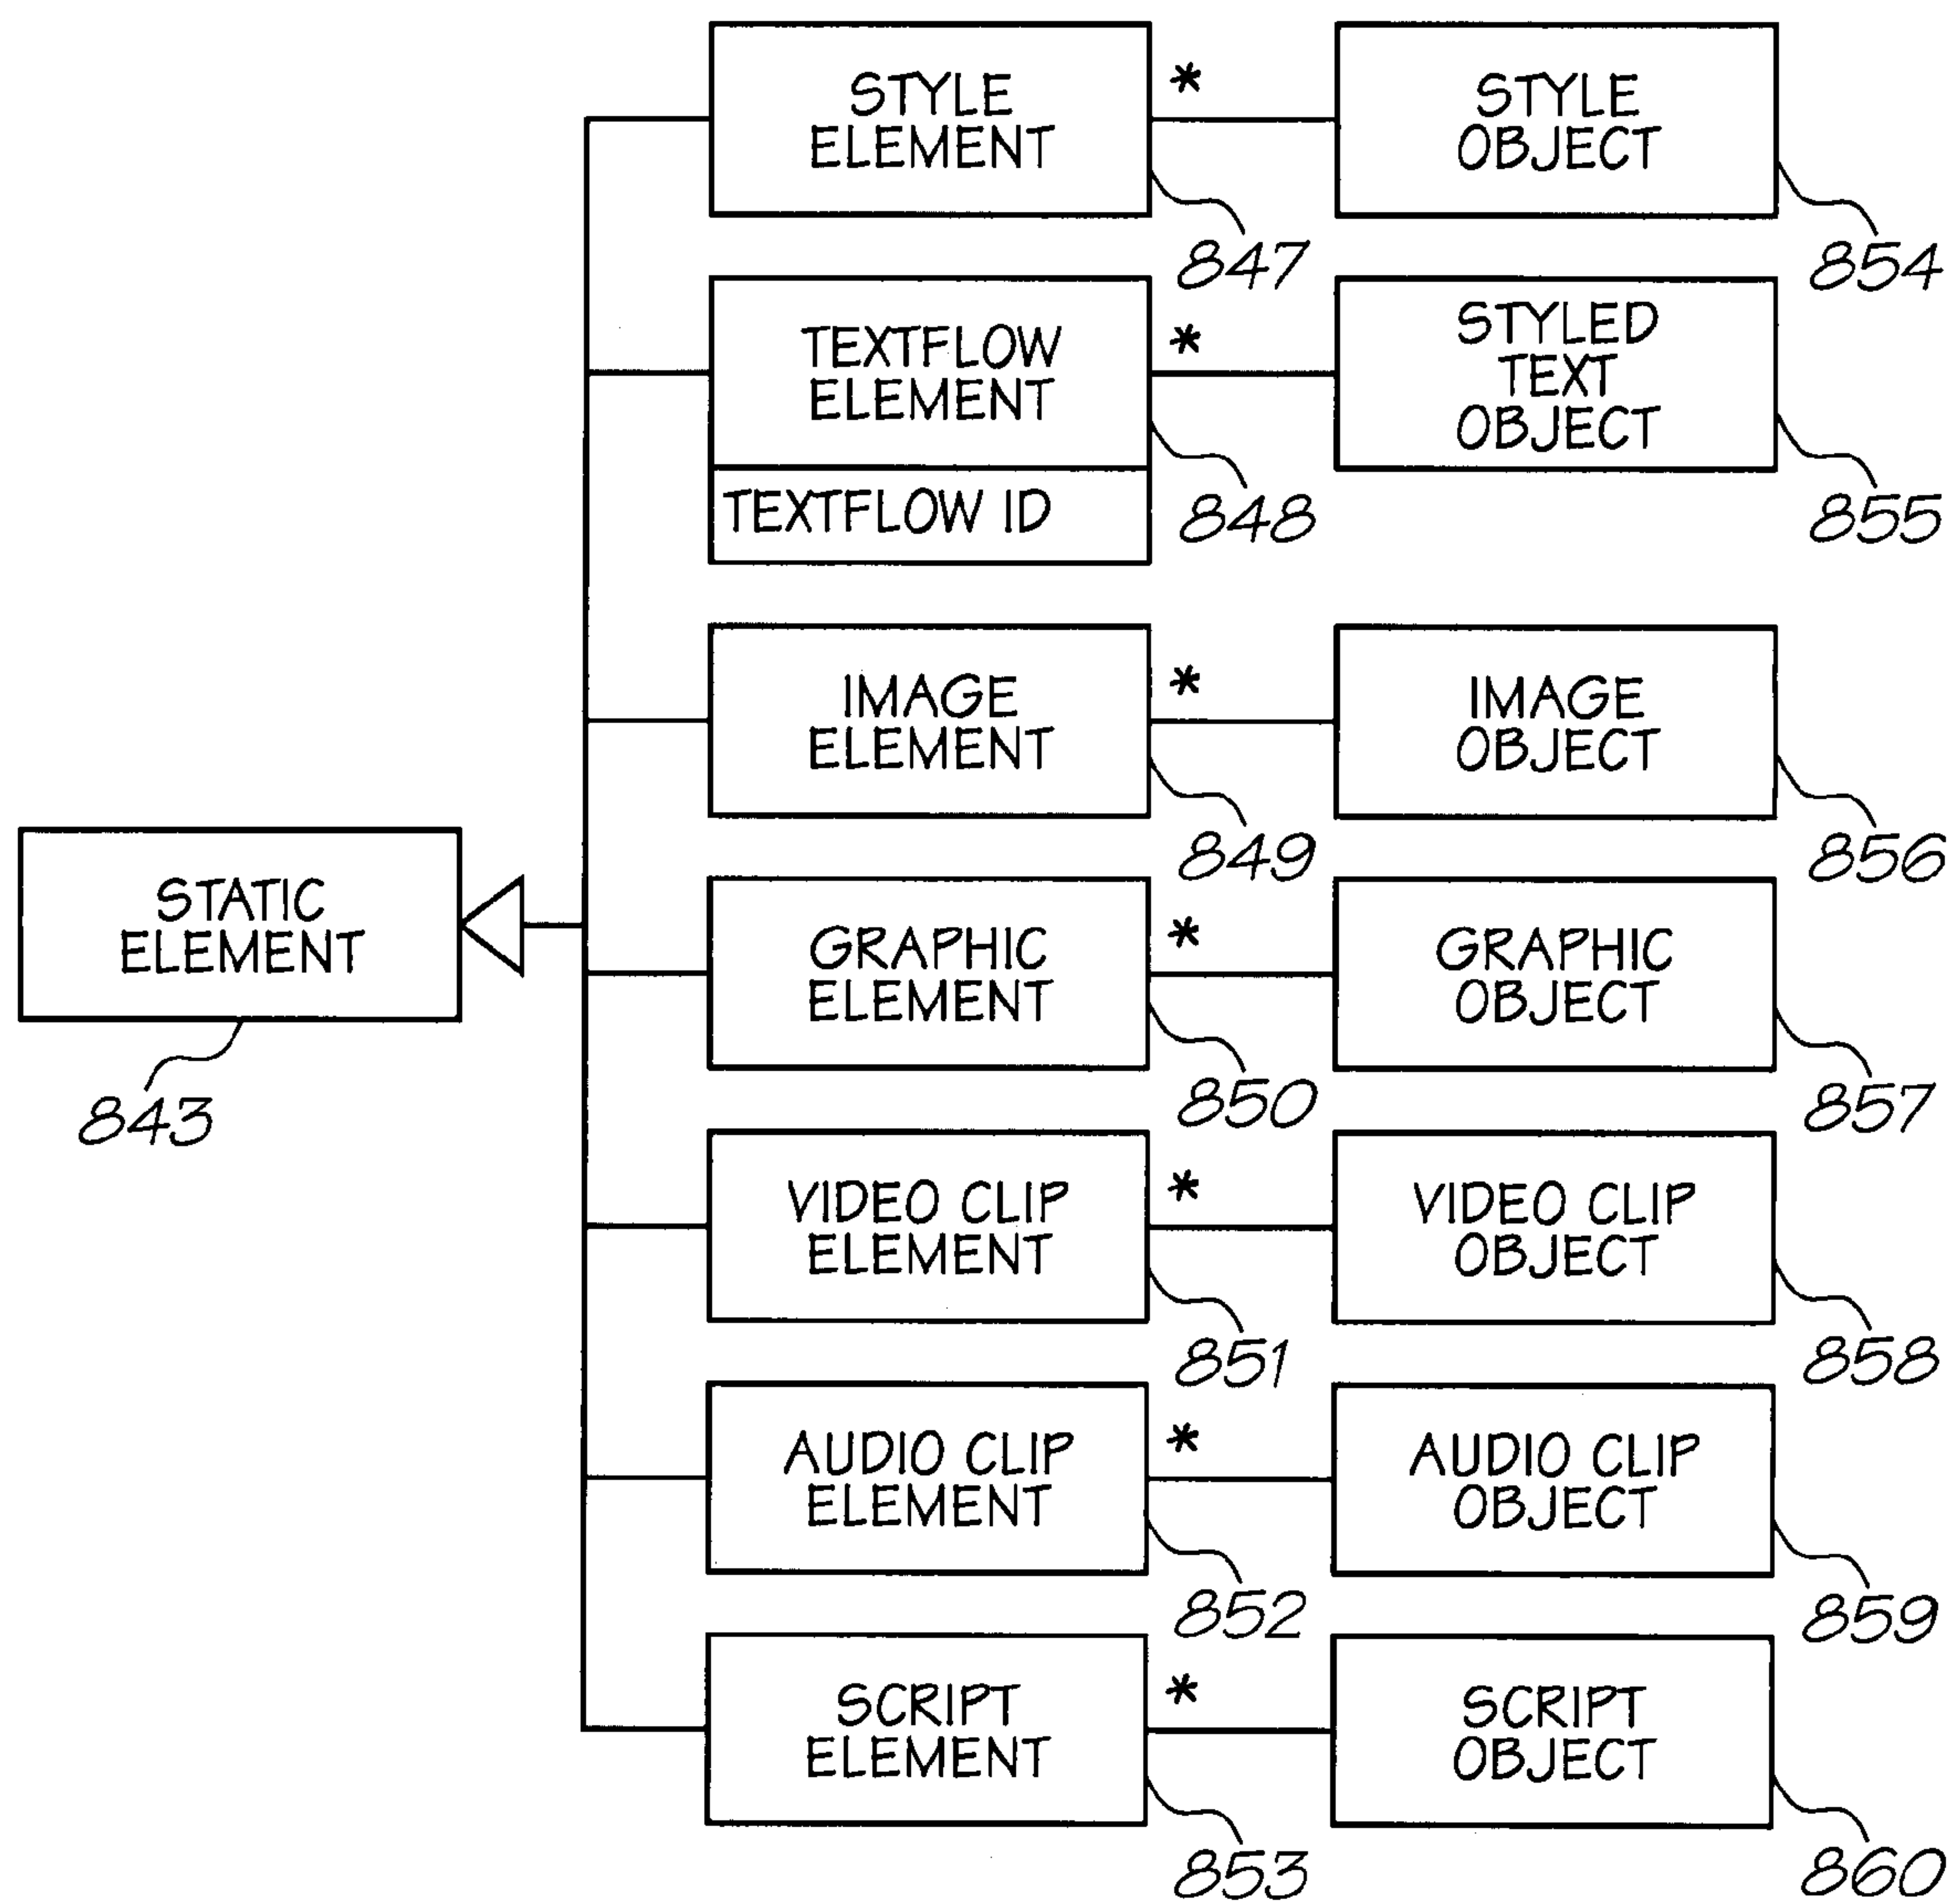 STYLE
ELEMENT
*
STYLE
OBJECT
847
854
TEXTFLOW
ELEMENT
*
STYLED
TEXT
OBJECT
TEXTFLOW ID
848
855
IMAGE
ELEMENT
*
IMAGE
OBJECT
849
856
STATIC
ELEMENT
843
GRAPHIC
ELEMENT
*
GRAPHIC
OBJECT
850
857
VIDEO CLIP
ELEMENT
*
VIDEO CLIP
OBJECT
851
858
AUDIO CLIP
ELEMENT
*
AUDIO CLIP
OBJECT
852
859
SCRIPT
ELEMENT
*
SCRIPT
OBJECT
853
860